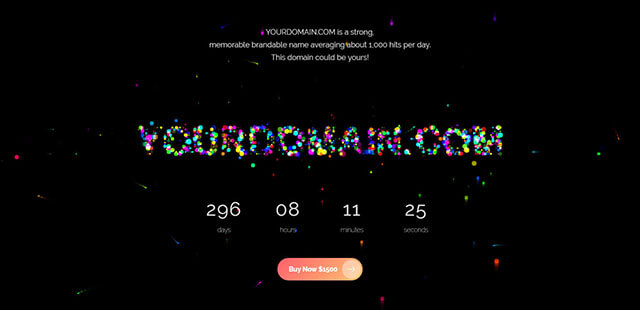 YOURDOMAIN.COM is a strong,
memorable brandable name averaging about 1,000 hits per day.
This domain could be yours!
YOURDOMAIN.COM
296 08 11 25
days hours minutes seconds
Buy Now $1500